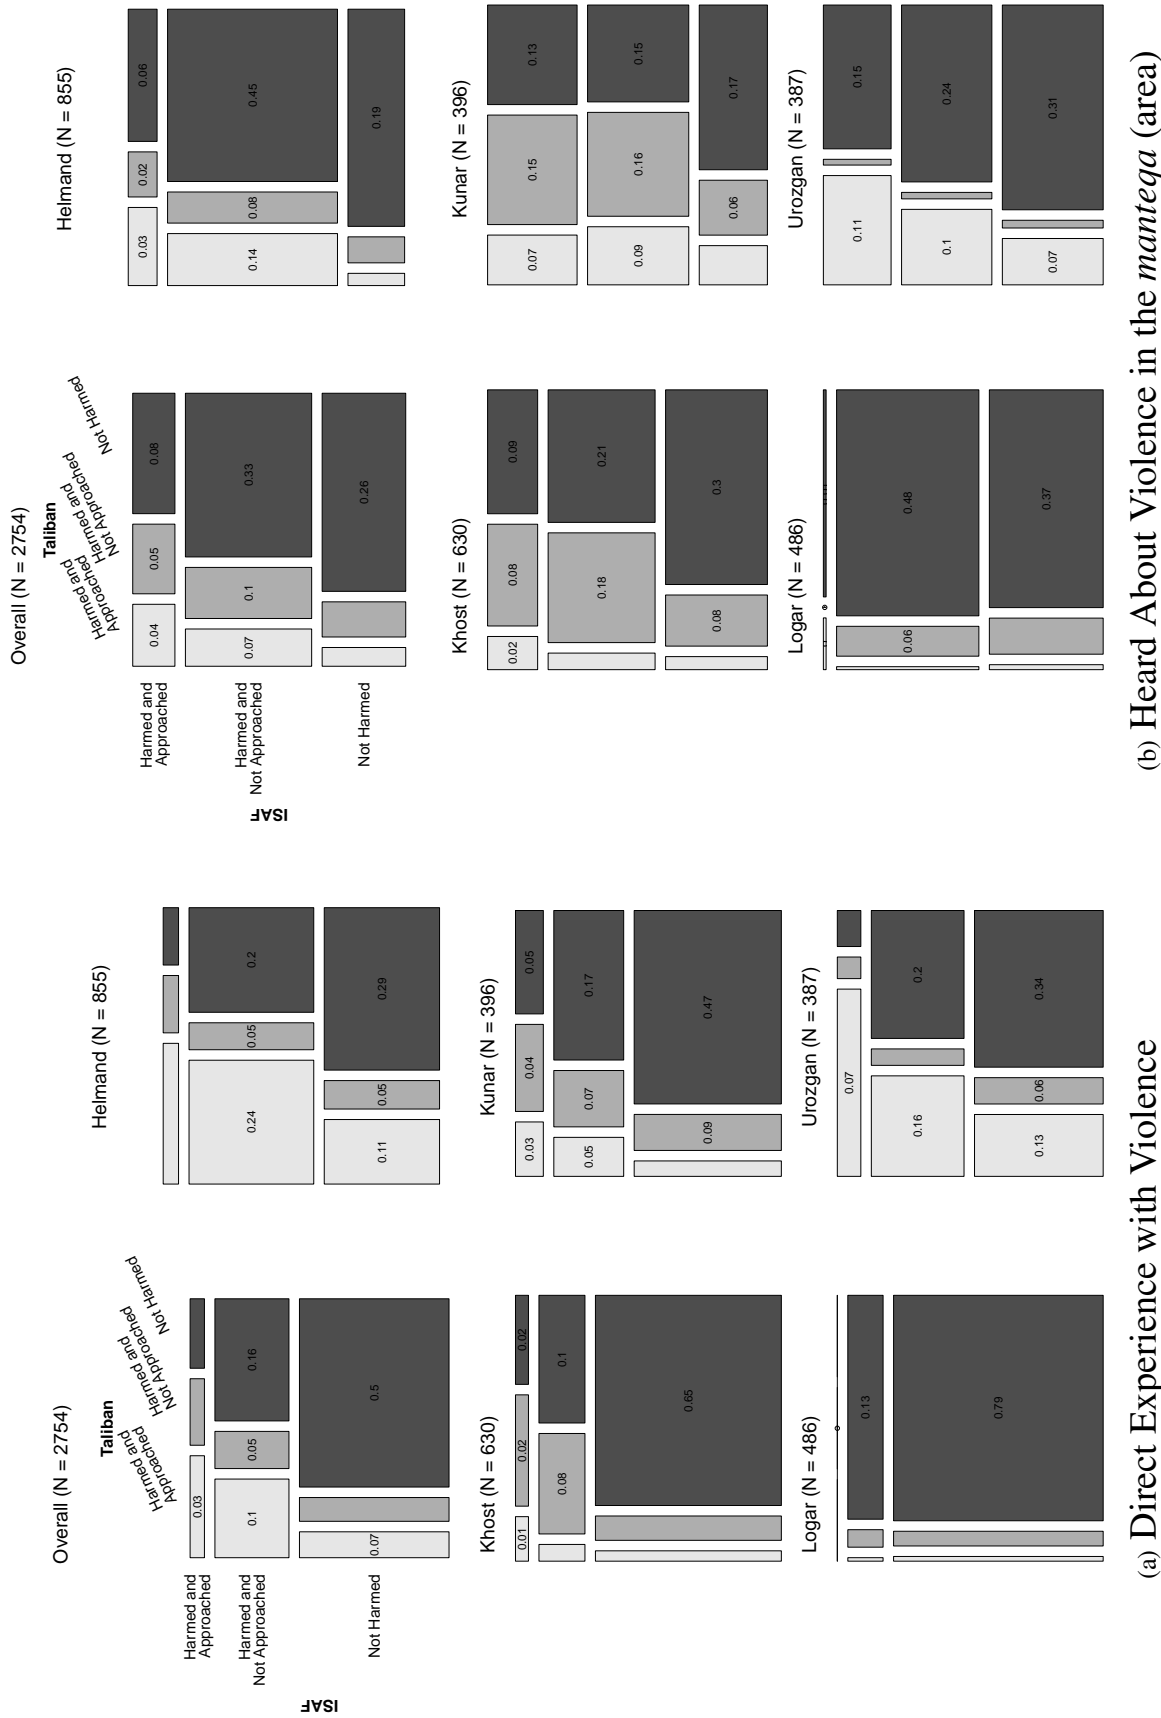 Overall (N = 2754)
Taliban
Harmed and
Approached
Harmed and
Not Approached
Not Harmed
ISAF
Harmed and
Approached
0.03
Harmed and
Not Approached
0.1
0.05
0.16
Not Harmed
0.07
0.5
Helmand (N = 855)
0.24
0.05
0.2
0.11
0.05
0.29
Khost (N = 630)
0.01
0.02
0.02
0.08
0.1
0.65
Kunar (N = 396)
0.03
0.04
0.05
0.05
0.07
0.17
0.09
0.47
Logar (N = 486)
0.13
0.79
Urozgan (N = 387)
0.07
0.16
0.2
0.13
0.06
0.34
(a) Direct Experience with Violence
Overall (N = 2754)
Taliban
Harmed and
Approached
Harmed and
Not Approached
Not Harmed
ISAF
Harmed and
Approached
0.04
0.05
0.08
Harmed and
Not Approached
0.07
0.1
0.33
Not Harmed
0.26
Helmand (N = 855)
0.03
0.02
0.06
0.14
0.08
0.45
0.19
Khost (N = 630)
0.02
0.08
0.09
0.18
0.21
0.08
0.3
Kunar (N = 396)
0.07
0.15
0.13
0.09
0.16
0.15
0.06
0.17
Logar (N = 486)
0.06
0.48
0.37
Urozgan (N = 387)
0.11
0.15
0.1
0.24
0.07
0.31
(b) Heard About Violence in the manteqa (area)